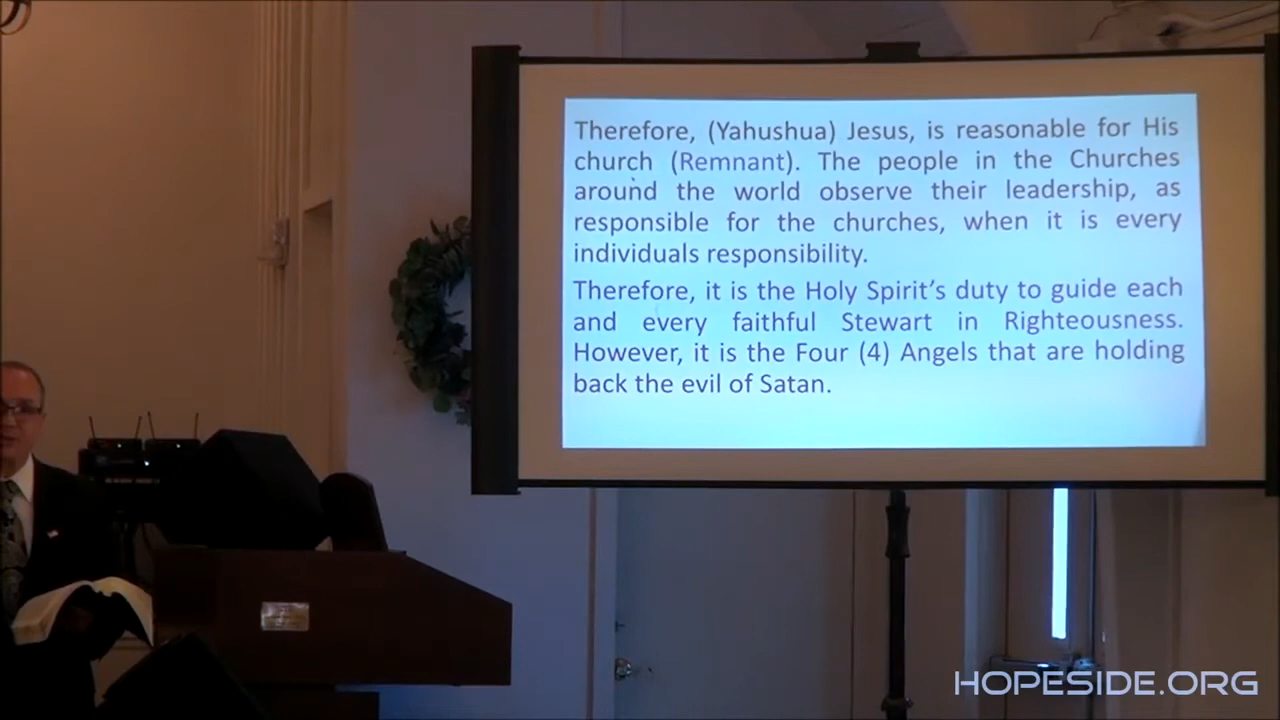 Therefore, (Yahushua) Jesus, is reasonable for His
church (Remnant). The people in the Churches
around the world observe their leadership, as
responsible for the churches, when it is every
individuals responsibility.
Therefore, it is the Holy Spirit's duty to guide each
and every faithful Stewart in Righteousness.
However, it is the Four (4) Angels that are holding
back the evil of Satan.
HOPESIDE.ORG